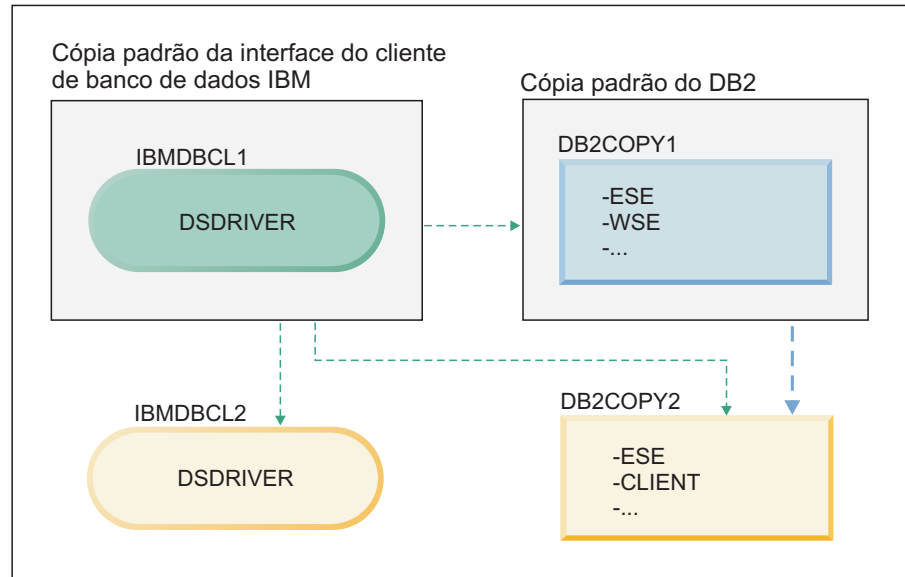 Cópia padrão da interface do cliente
de banco de dados IBM
Cópia padrão do DB2
IBMDBCL1
DSDRIVER
DB2COPY1
-ESE
-WSE
-...
IBMDBCL2
DSDRIVER
DB2COPY2
-ESE
-CLIENT
-...